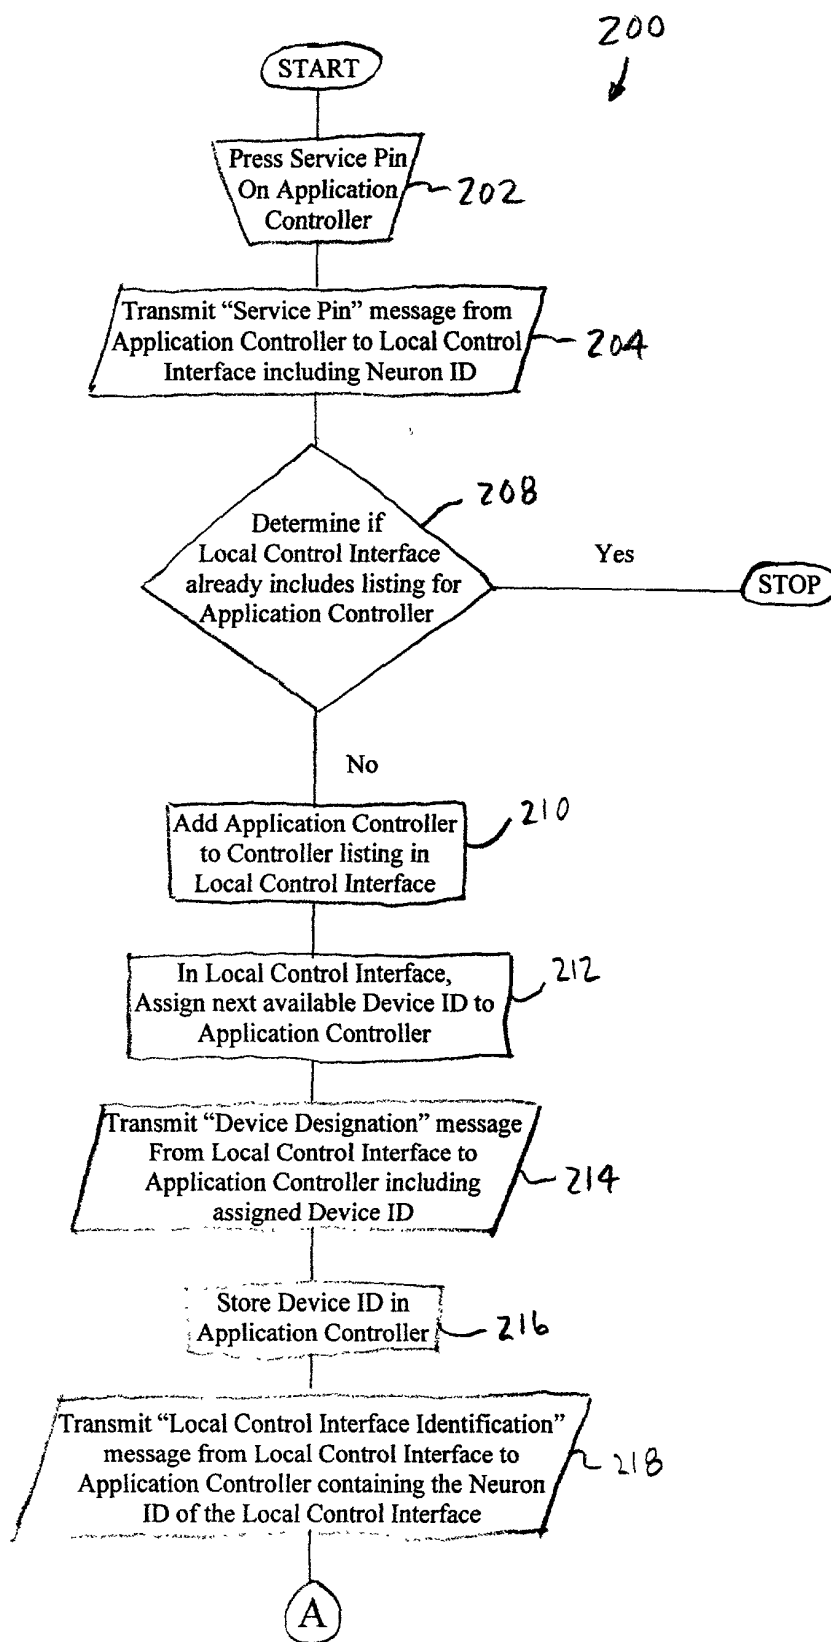 200
START
Press Service Pin
On Application
Controller
202
Transmit “Service Pin” message from
Application Controller to Local Control
Interface including Neuron ID
204
208
Determine if
Local Control Interface
already includes listing for
Application Controller
Yes
STOP
No
Add Application Controller
to Controller listing in
Local Control Interface
210
In Local Control Interface,
Assign next available Device ID to
Application Controller
212
Transmit “Device Designation” message
From Local Control Interface to
Application Controller including
assigned Device ID
214
Store Device ID in
Application Controller
216
Transmit “Local Control Interface Identification”
message from Local Control Interface to
Application Controller containing the Neuron
ID of the Local Control Interface
218
A